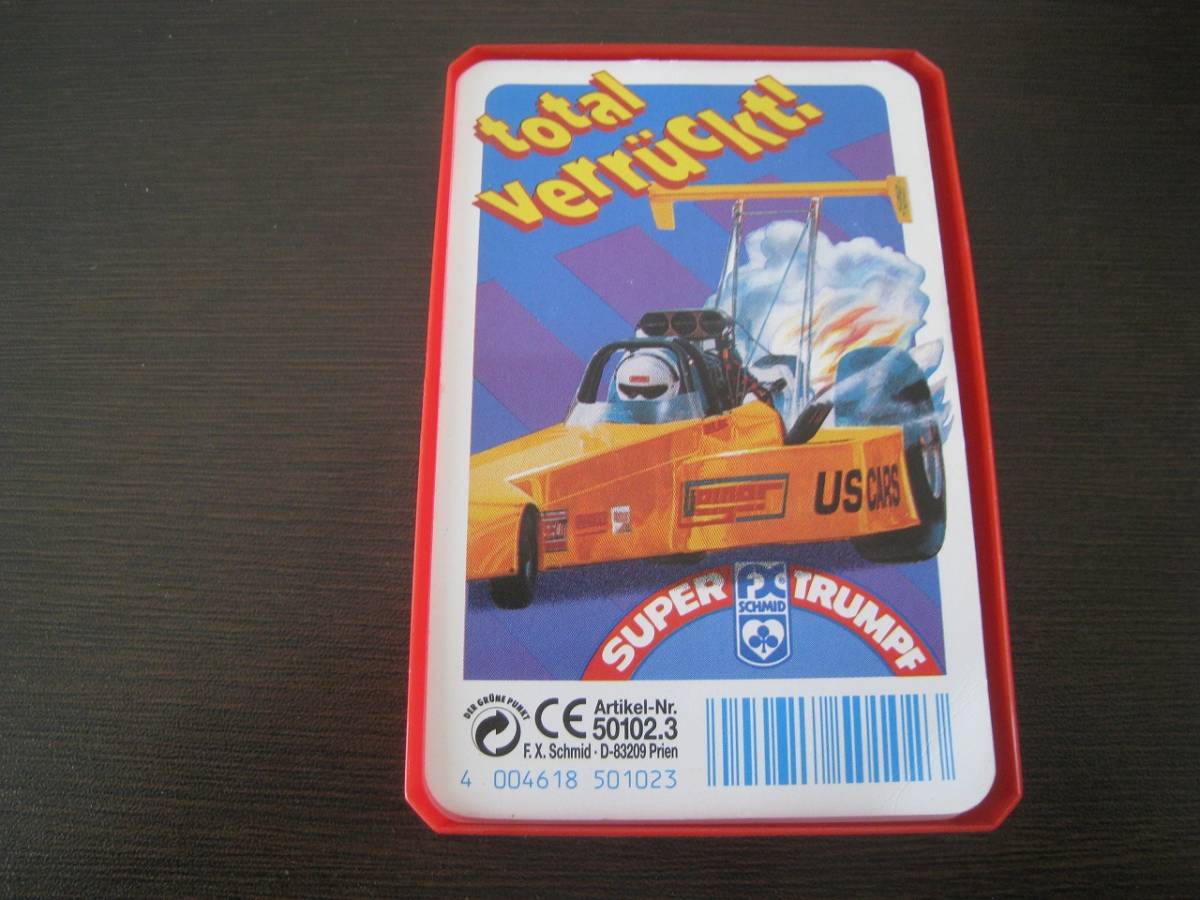 total
verrückt!
US CARS
SUPER TRUMPF
FX
SCHMID
DER GRÜNE PUNKT
CE
Artikel-Nr.
50102.3
F. X. Schmid · D-83209 Prien
4 004618 501023